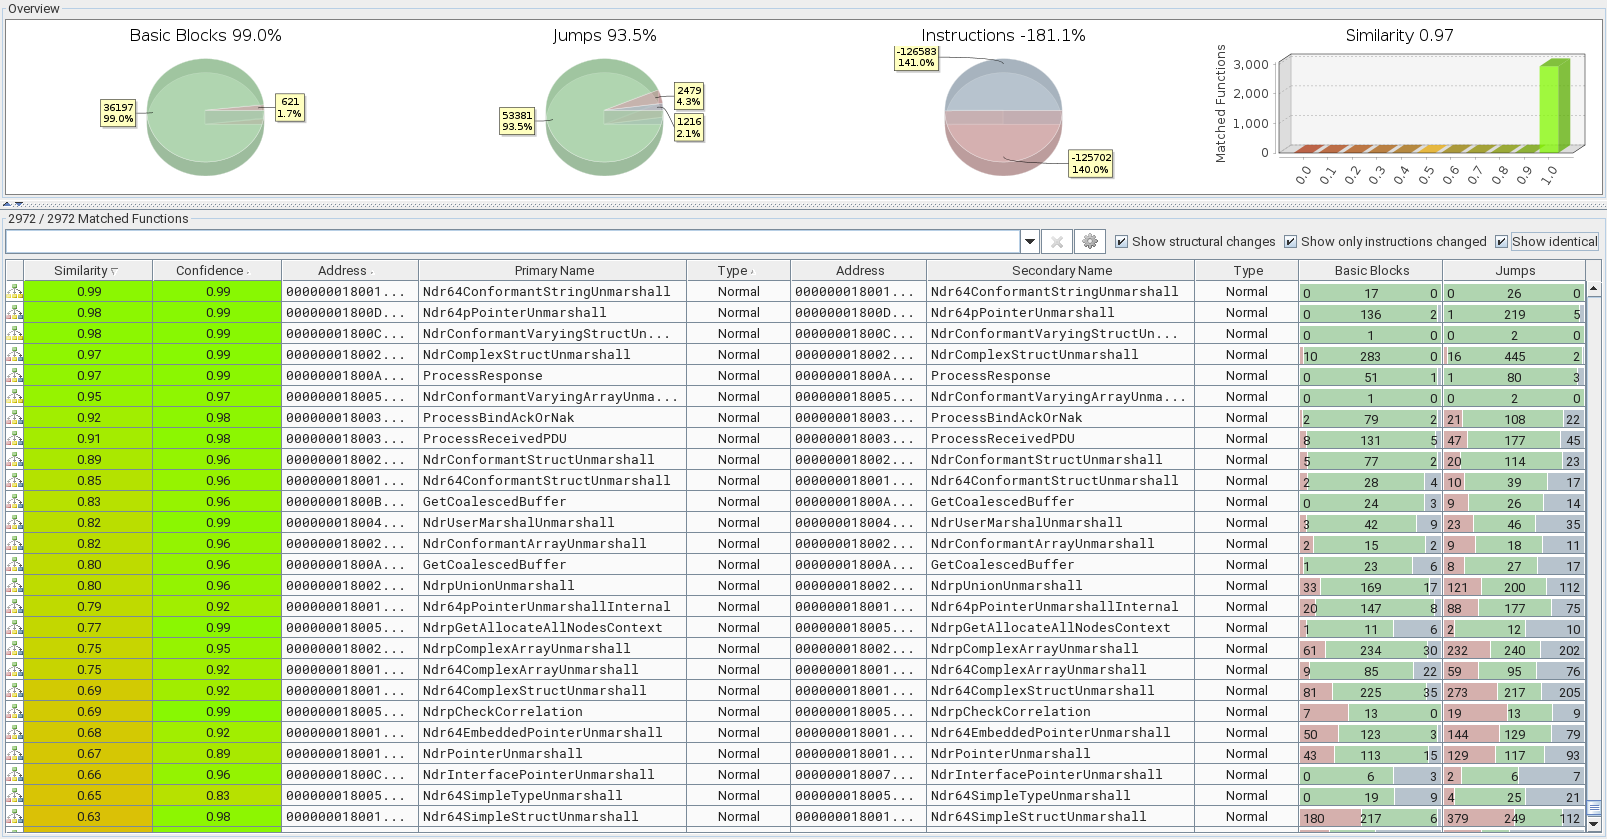 Overview
Basic Blocks 99.0%
36197
99.0%
621
1.7%
Jumps 93.5%
53381
93.5%
2479
4.3%
1216
2.1%
Instructions -181.1%
-126583
141.0%
-125702
140.0%
Similarity 0.97
Matched Functions
3,000
2,000
1,000
0
0.0 0.1 0.2 0.3 0.4 0.5 0.6 0.7 0.8 0.9 1.0
2972 / 2972 Matched Functions
Show structural changes Show only instructions changed Show identical
Similarity Confidence Address Primary Name Type Address Secondary Name Type Basic Blocks Jumps
0.99 0.99 000000018001... Ndr64ConformantStringUnmarshall Normal 000000018001... Ndr64ConformantStringUnmarshall Normal 0 17 0 0 26 0
0.98 0.99 00000001800D... Ndr64pPointerUnmarshall Normal 00000001800D... Ndr64pPointerUnmarshall Normal 0 136 2 1 219 5
0.98 0.99 00000001800C... NdrConformantVaryingStructUn... Normal 00000001800C... NdrConformantVaryingStructUn... Normal 0 1 0 0 2 0
0.97 0.99 000000018002... NdrComplexStructUnmarshall Normal 000000018002... NdrComplexStructUnmarshall Normal 10 283 0 16 445 2
0.97 0.99 00000001800A... ProcessResponse Normal 00000001800A... ProcessResponse Normal 0 51 1 1 80 3
0.95 0.97 000000018005... NdrConformantVaryingArrayUnma... Normal 000000018005... NdrConformantVaryingArrayUnma... Normal 0 1 0 0 2 0
0.92 0.98 000000018003... ProcessBindAckOrNak Normal 000000018003... ProcessBindAckOrNak Normal 2 79 2 21 108 22
0.91 0.98 000000018003... ProcessReceivedPDU Normal 000000018003... ProcessReceivedPDU Normal 8 131 5 47 177 45
0.89 0.96 000000018002... NdrConformantStructUnmarshall Normal 000000018002... NdrConformantStructUnmarshall Normal 5 77 2 20 114 23
0.85 0.96 000000018001... NdrConformantStructUnmarshall Normal 000000018001... NdrConformantStructUnmarshall Normal 2 28 4 10 39 17
0.83 0.96 00000001800B... GetCoalescedBuffer Normal 00000001800A... GetCoalescedBuffer Normal 0 24 3 9 26 14
0.82 0.99 000000018004... NdrUserMarshalUnmarshall Normal 000000018004... NdrUserMarshalUnmarshall Normal 3 42 9 23 46 35
0.82 0.96 000000018002... NdrConformantArrayUnmarshall Normal 000000018002... NdrConformantArrayUnmarshall Normal 2 15 2 9 18 11
0.80 0.96 00000001800A... GetCoalescedBuffer Normal 00000001800A... GetCoalescedBuffer Normal 1 23 6 8 27 17
0.80 0.96 000000018002... NdrpUnionUnmarshall Normal 000000018002... NdrpUnionUnmarshall Normal 33 169 17 121 200 112
0.79 0.92 000000018001... Ndr64pPointerUnmarshallInternal Normal 000000018001... Ndr64pPointerUnmarshallInternal Normal 20 147 8 88 177 75
0.77 0.99 000000018005... NdrpGetAllocateAllNodesContext Normal 000000018005... NdrpGetAllocateAllNodesContext Normal 1 11 6 2 12 10
0.75 0.95 000000018002... NdrpComplexArrayUnmarshall Normal 000000018002... NdrpComplexArrayUnmarshall Normal 61 234 30 232 240 202
0.75 0.92 000000018001... Ndr64ComplexArrayUnmarshall Normal 000000018001... Ndr64ComplexArrayUnmarshall Normal 9 85 22 59 95 76
0.69 0.92 000000018001... Ndr64ComplexStructUnmarshall Normal 000000018001... Ndr64ComplexStructUnmarshall Normal 81 225 35 273 217 205
0.69 0.99 000000018005... NdrpCheckCorrelation Normal 000000018005... NdrpCheckCorrelation Normal 7 13 0 19 13 9
0.68 0.92 000000018001... Ndr64EmbeddedPointerUnmarshall Normal 000000018001... Ndr64EmbeddedPointerUnmarshall Normal 50 123 3 144 129 79
0.67 0.89 000000018001... NdrPointerUnmarshall Normal 000000018001... NdrPointerUnmarshall Normal 43 113 15 129 117 93
0.66 0.96 00000001800C... NdrInterfacePointerUnmarshall Normal 000000018007... NdrInterfacePointerUnmarshall Normal 0 6 3 2 6 7
0.65 0.83 000000018005... Ndr64SimpleTypeUnmarshall Normal 000000018005... Ndr64SimpleTypeUnmarshall Normal 0 19 9 4 25 21
0.63 0.98 000000018001... Ndr64SimpleStructUnmarshall Normal 000000018001... Ndr64SimpleStructUnmarshall Normal 180 217 6 379 249 112